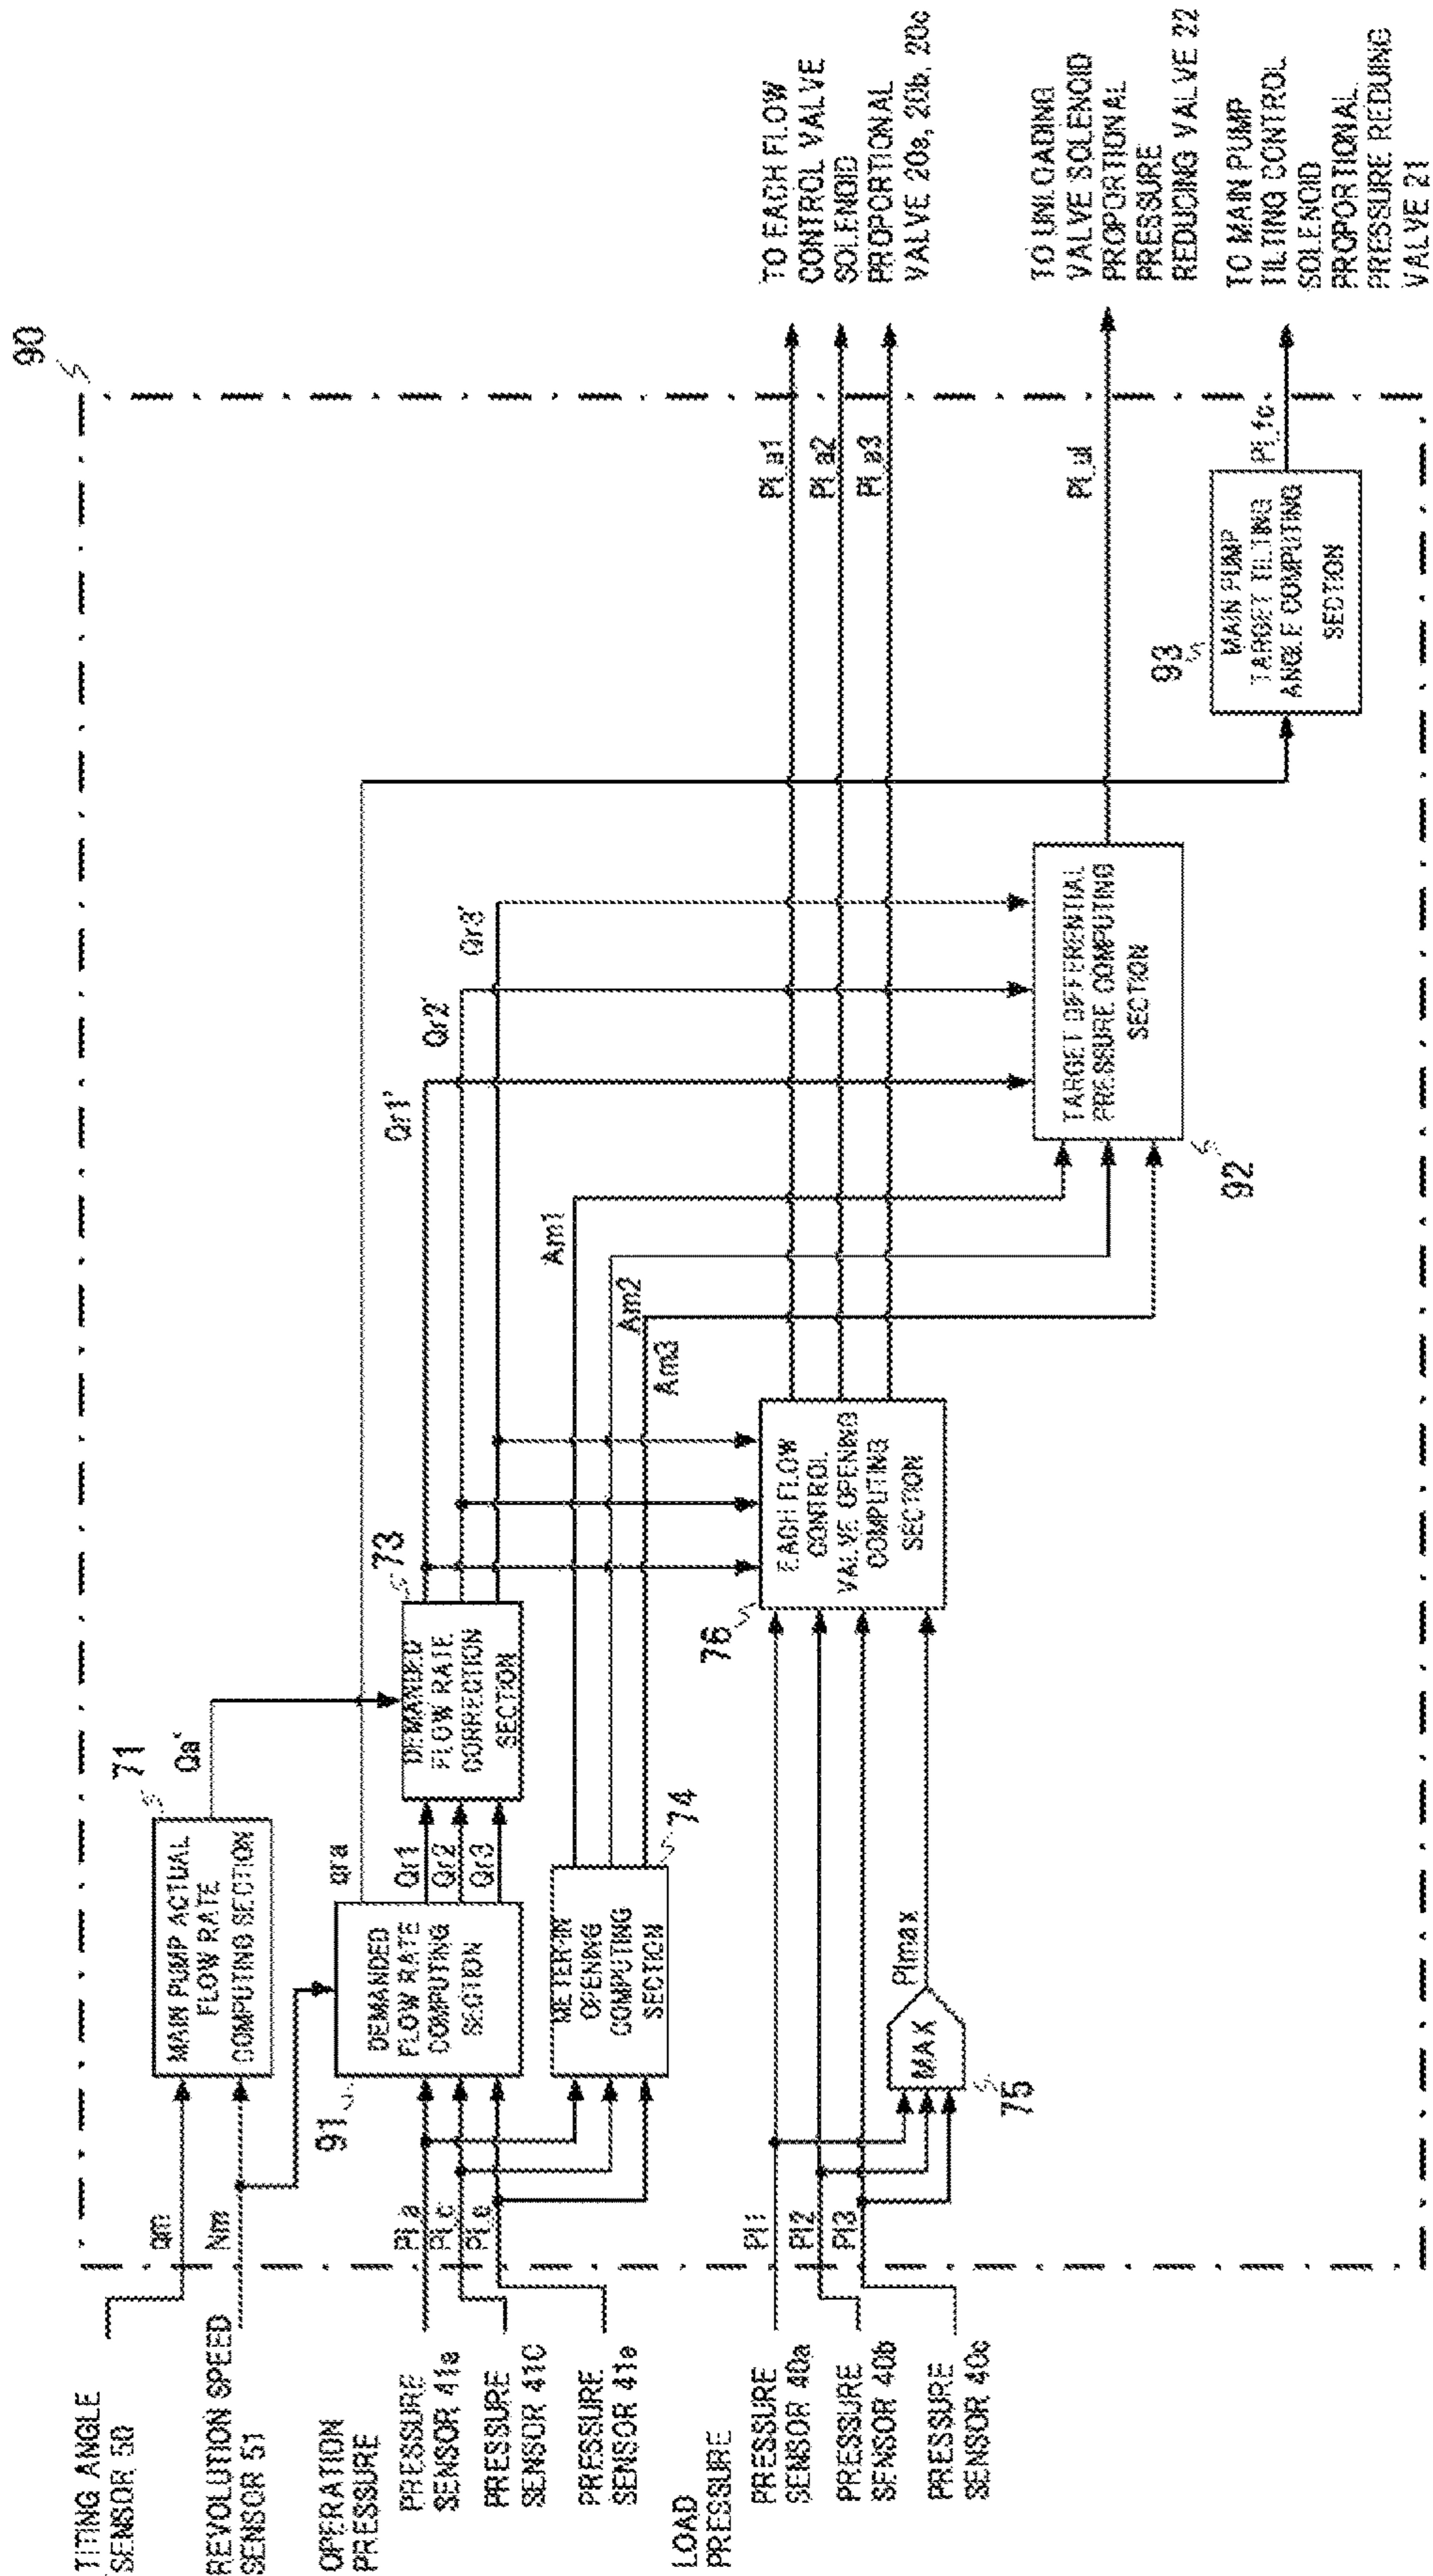 90
TITING ANGLE
SENSOR 50
REVOLUTION SPEED
SENSOR 51
OPERATION
PRESSURE
PRESSURE
SENSOR 41a
PRESSURE
SENSOR 41C
PRESSURE
SENSOR 41e
LOAD
PRESSURE
PRESSURE
SENSOR 40a
PRESSURE
SENSOR 40b
PRESSURE
SENSOR 40c
qm
Nm
Pi_a
Pi_c
Pi_e
Pl1
Pl2
Pl3
71
MAIN PUMP ACTUAL
FLOW RATE
COMPUTING SECTION
Qa'
91
DEMANDED
FLOW RATE
COMPUTING
SECTION
qra
Qr1
Qr2
Qr3
73
DEMANDED
FLOW RATE
CORRECTION
SECTION
Qr1'
Qr2'
Qr3'
74
METER-IN
OPENING
COMPUTING
SECTION
Am1
Am2
Am3
75
MAX
Plmax
76
EACH FLOW
CONTROL
VALVE OPENING
COMPUTING
SECTION
92
TARGET DIFFERENTIAL
PRESSURE COMPUTING
SECTION
93
MAIN PUMP
TARGET TILTING
ANGLE COMPUTING
SECTION
Pi_a1
Pi_a2
Pi_a3
Pi_ul
Pi_fc
TO EACH FLOW
CONTROL VALVE
SOLENOID
PROPORTIONAL
VALVE 20a, 20b, 20c
TO UNLOADING
VALVE SOLENOID
PROPORTIONAL
PRESSURE
REDUCING VALVE 22
TO MAIN PUMP
TILTING CONTROL
SOLENOID
PROPORTIONAL
PRESSURE REDUING
VALVE 21